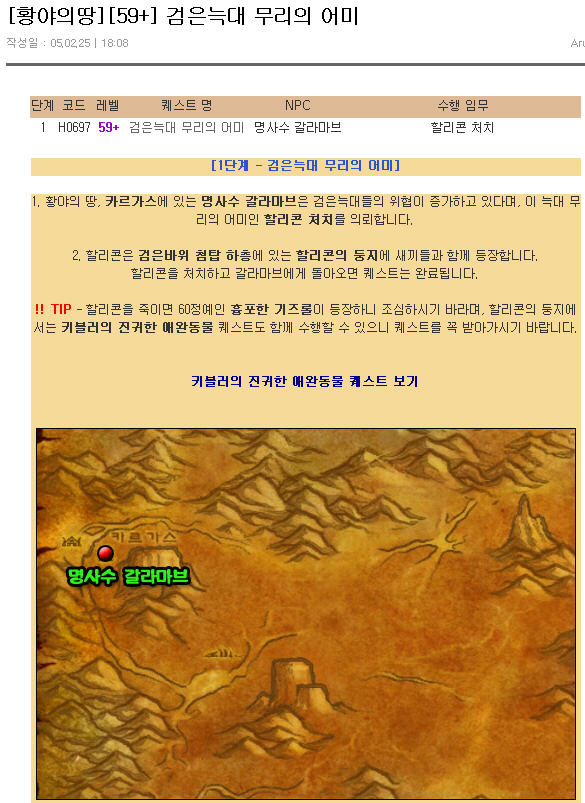 [황야의땅][59+] 검은늑대 무리의 어미
작성일 : 05,02,25 | 18:08
Aru
단계 코드 레벨 퀘스트 명 NPC 수행 임무
1 H0697 59+ 검은늑대 무리의 어미 명사수 갈라마브 할리콘 처치
[1단계 - 검은늑대 무리의 어미]
1. 황야의 땅, 카르가스에 있는 명사수 갈라마브은 검은늑대들의 위협이 증가하고 있다며, 이 늑대 무
리의 어미인 할리콘 처치를 의뢰합니다.
2. 할리콘은 검은바위 첨탑 하층에 있는 할리콘의 둥지에 새끼들과 함께 등장합니다.
할리콘을 처치하고 갈라마브에게 돌아오면 퀘스트는 완료됩니다.
!! TIP - 할리콘을 죽이면 60정예인 흉포한 기즈룰이 등장하니 조심하시기 바라며, 할리콘의 둥지에
서는 키블러의 진귀한 애완동물 퀘스트도 함께 수행할 수 있으니 퀘스트를 꼭 받아가시기 바랍니다.
키블러의 진귀한 애완동물 퀘스트 보기
카르가스
명사수 갈라마브